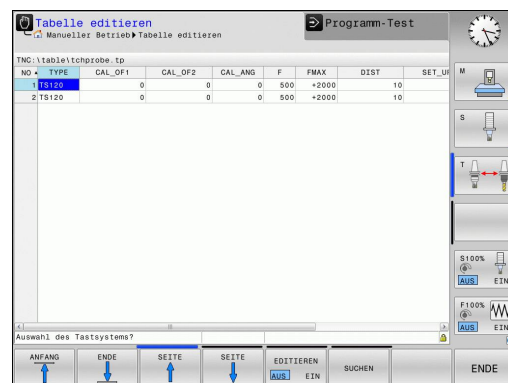 Tabelle editieren
Programm-Test
Manueller Betrieb Tabelle editieren
TNC:\table\tchprobe.tp
NO TYPE CAL_OF1 CAL_OF2 CAL_ANG F FMAX DIST SET_UP
1 TS120 0 0 0 500 +2000 10
2 TS120 0 0 0 500 +2000 10
M
S
T
S100%
AUS EIN
F100%
AUS EIN
Auswahl des Tastsystems?
ANFANG ENDE SEITE SEITE EDITIEREN SUCHEN ENDE
AUS EIN